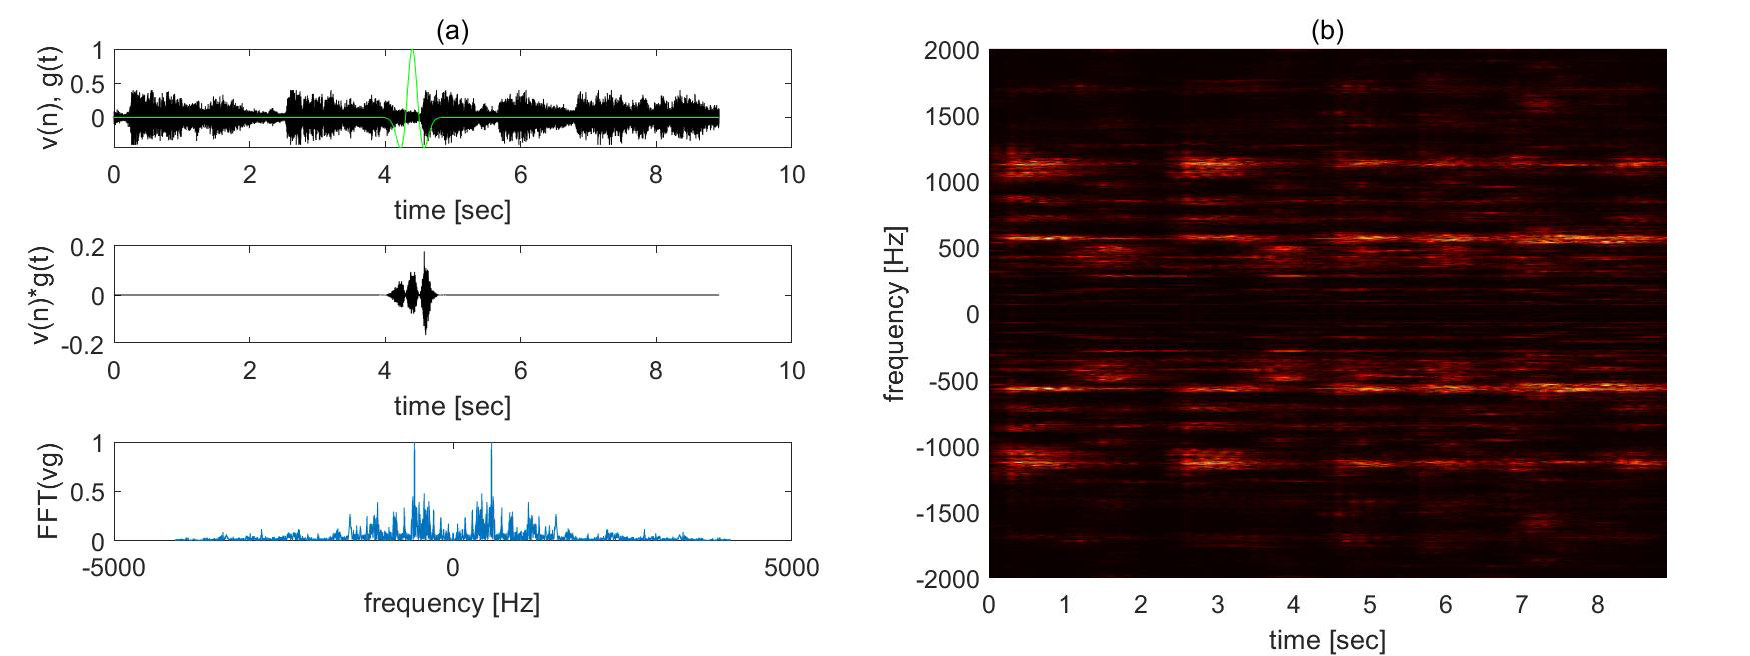 (a)
v(n), g(t)
1
0.5
0
0 2 4 6 8 10
time [sec]
v(n)*g(t)
0.2
0
-0.2
0 2 4 6 8 10
time [sec]
FFT(vg)
1
0.5
0
-5000 0 5000
frequency [Hz]
(b)
frequency [Hz]
2000
1500
1000
500
0
-500
-1000
-1500
-2000
0 1 2 3 4 5 6 7 8
time [sec]